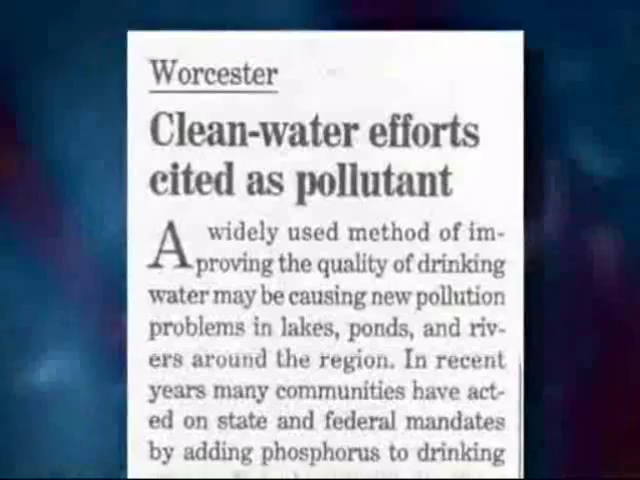 Worcester
Clean-water efforts
cited as pollutant
A widely used method of im-
proving the quality of drinking
water may be causing new pollution
problems in lakes, ponds, and riv-
ers around the region. In recent
years many communities have act-
ed on state and federal mandates
by adding phosphorus to drinking